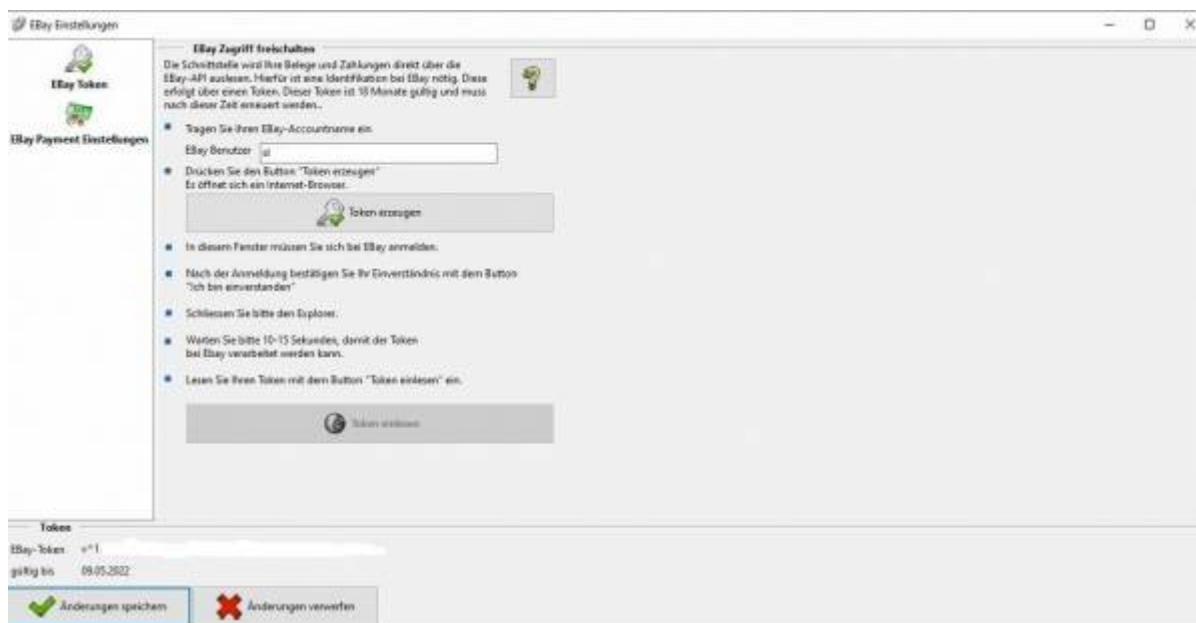 EBay Einstellungen
EBay Token
EBay Payment Einstellungen
EBay Zugriff freischalten
Die Schnittstelle wird Ihre Belege und Zahlungen direkt über die
EBay-API auslesen. Hierfür ist eine Identifikation bei EBay nötig. Diese
erfolgt über einen Token. Dieser Token ist 18 Monate gültig und muss
nach dieser Zeit erneuert werden..
Tragen Sie ihren EBay-Accountname ein.
EBay Benutzer
Drücken Sie den Button "Token erzeugen"
Es öffnet sich ein Internet-Browser.
Token erzeugen
In diesem Fenster müssen Sie sich bei EBay anmelden.
Nach der Anmeldung bestätigen Sie Ihr Einverständnis mit dem Button
"Ich bin einverstanden"
Schliessen Sie bitte den Explorer.
Warten Sie bitte 10-15 Sekunden, damit der Token
bei Ebay verarbeitet werden kann.
Lesen Sie Ihren Token mit dem Button "Token einlesen" ein.
Token einlesen
Token
EBay-Token v^1
gültig bis 09.05.2022
Änderungen speichern
Änderungen verwerfen